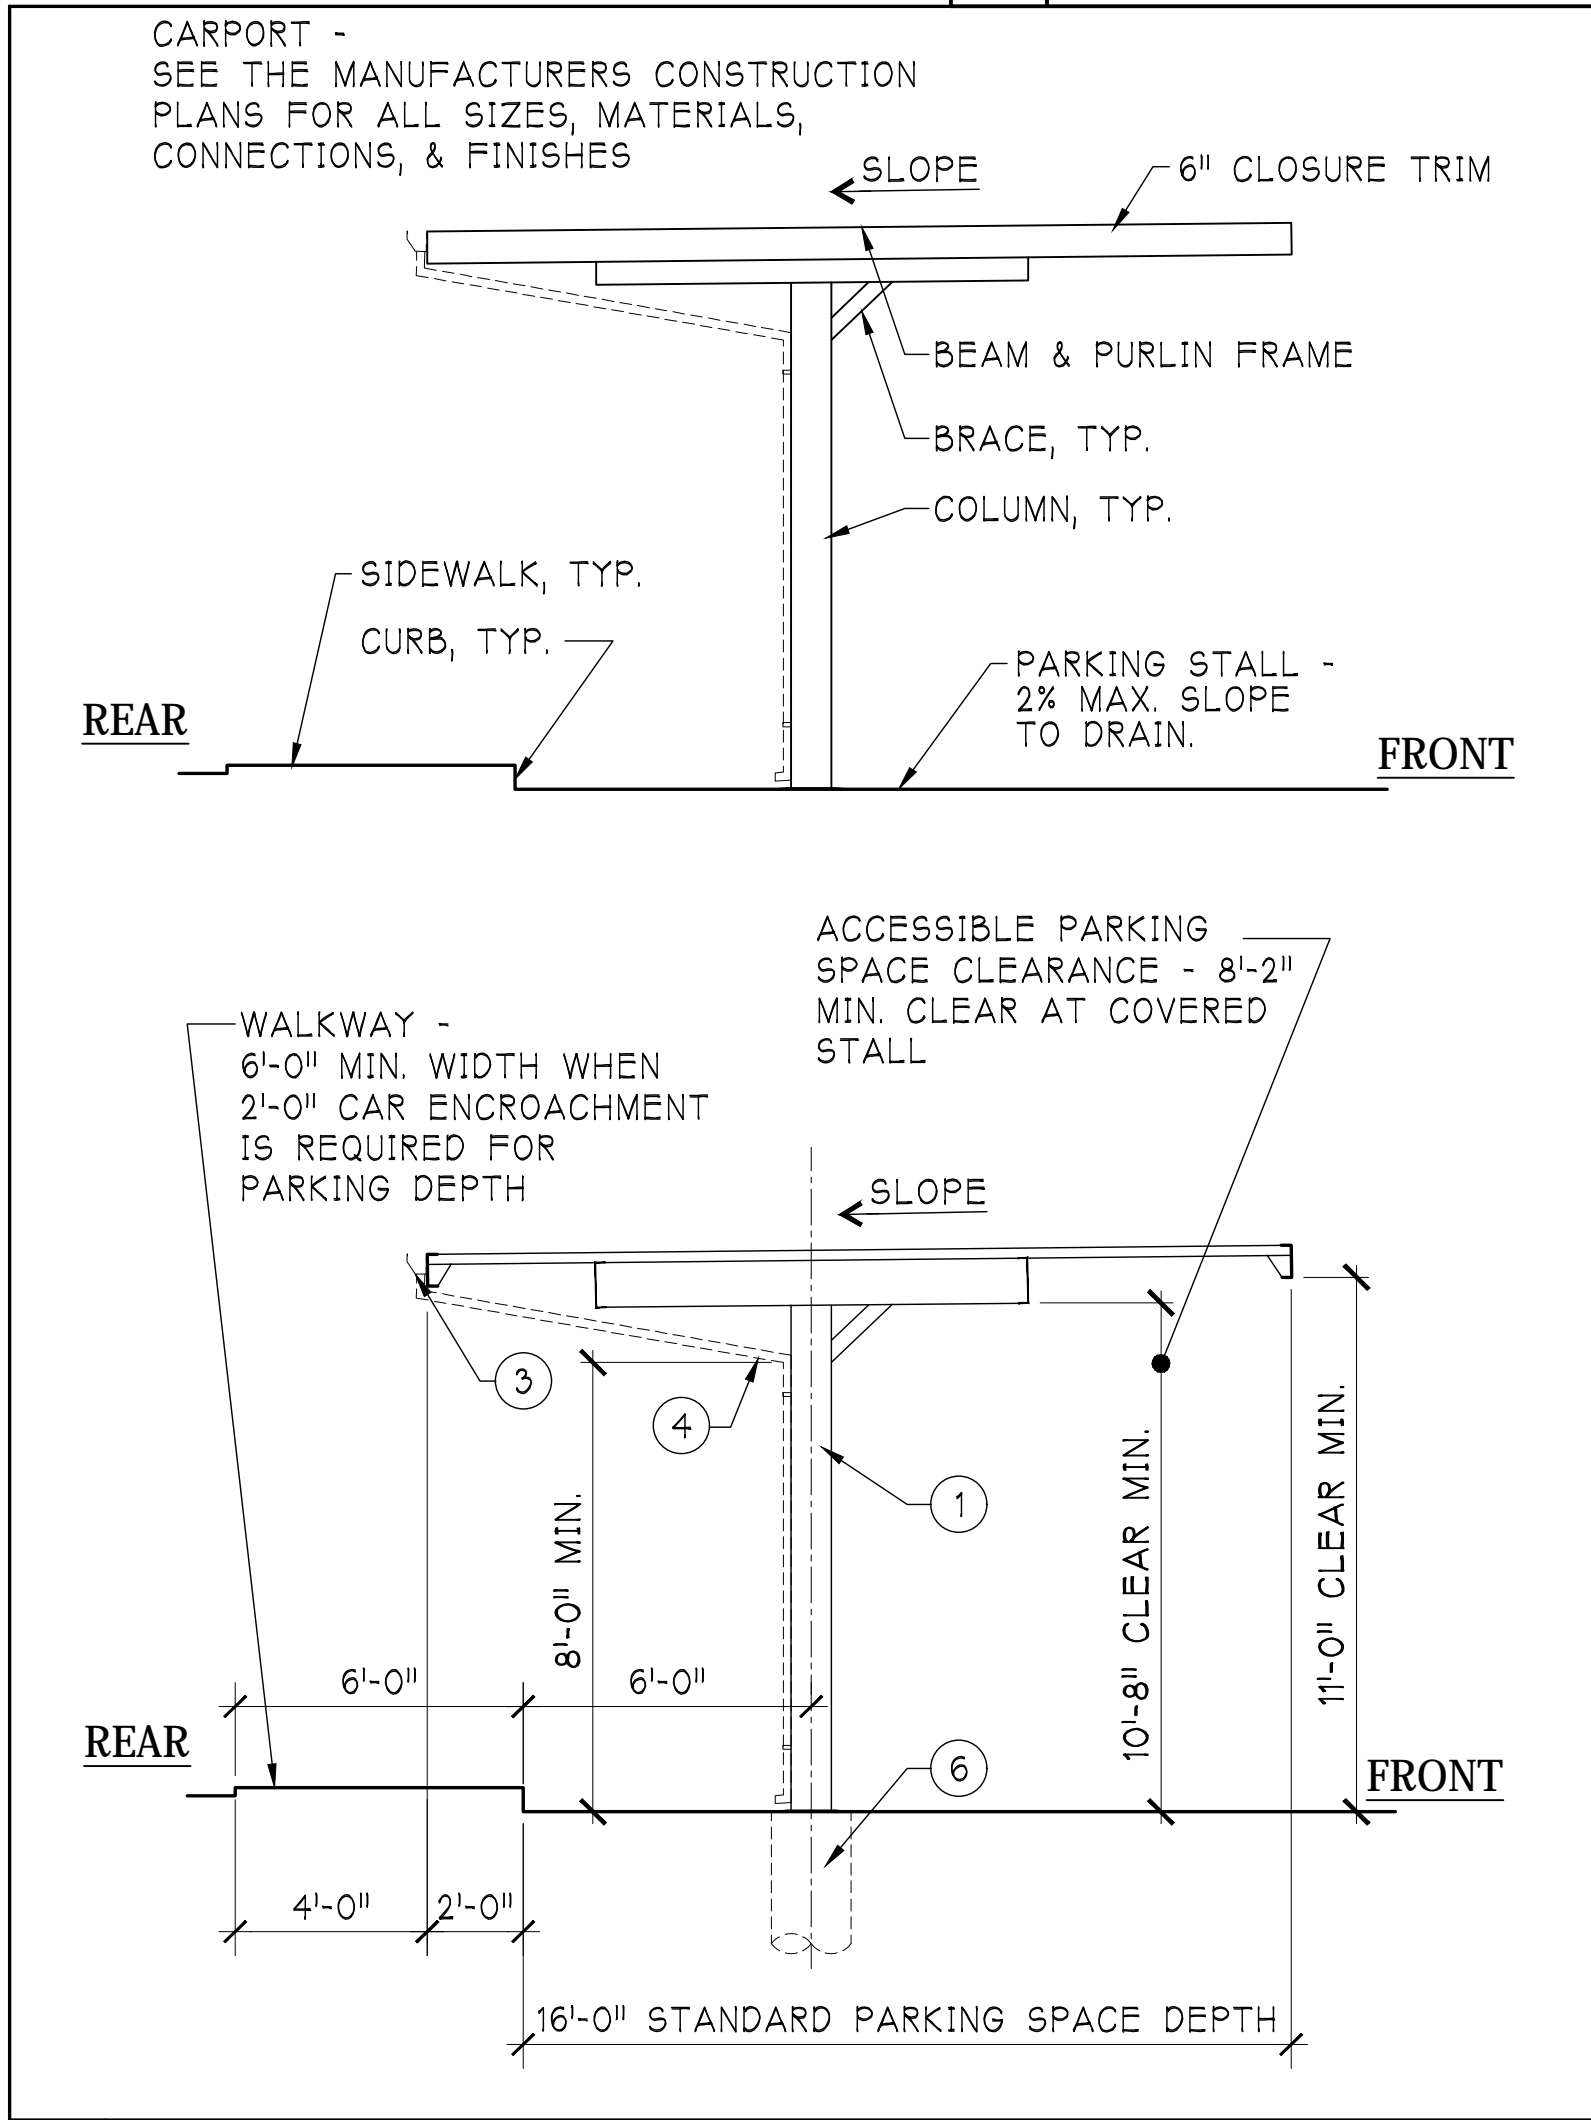 CARPORT -
SEE THE MANUFACTURERS CONSTRUCTION
PLANS FOR ALL SIZES, MATERIALS,
CONNECTIONS, & FINISHES
SLOPE
6" CLOSURE TRIM
BEAM & PURLIN FRAME
BRACE, TYP.
COLUMN, TYP.
SIDEWALK, TYP.
CURB, TYP.
PARKING STALL -
2% MAX. SLOPE
TO DRAIN.
REAR
FRONT
ACCESSIBLE PARKING
SPACE CLEARANCE - 8'-2"
MIN. CLEAR AT COVERED
STALL
WALKWAY -
6'-0" MIN. WIDTH WHEN
2'-0" CAR ENCROACHMENT
IS REQUIRED FOR
PARKING DEPTH
SLOPE
3
4
1
8'-0" MIN.
10'-8" CLEAR MIN.
11'-0" CLEAR MIN.
6'-0"
6'-0"
REAR
6
FRONT
4'-0"
2'-0"
16'-0" STANDARD PARKING SPACE DEPTH